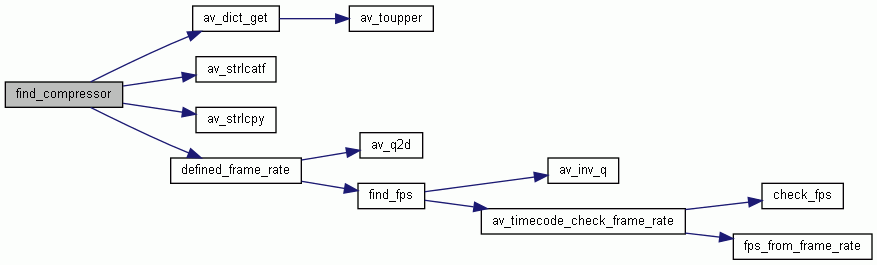 av_dict_get
av_toupper
av_strlcatf
find_compressor
av_strlcpy
av_q2d
defined_frame_rate
av_inv_q
find_fps
check_fps
av_timecode_check_frame_rate
fps_from_frame_rate